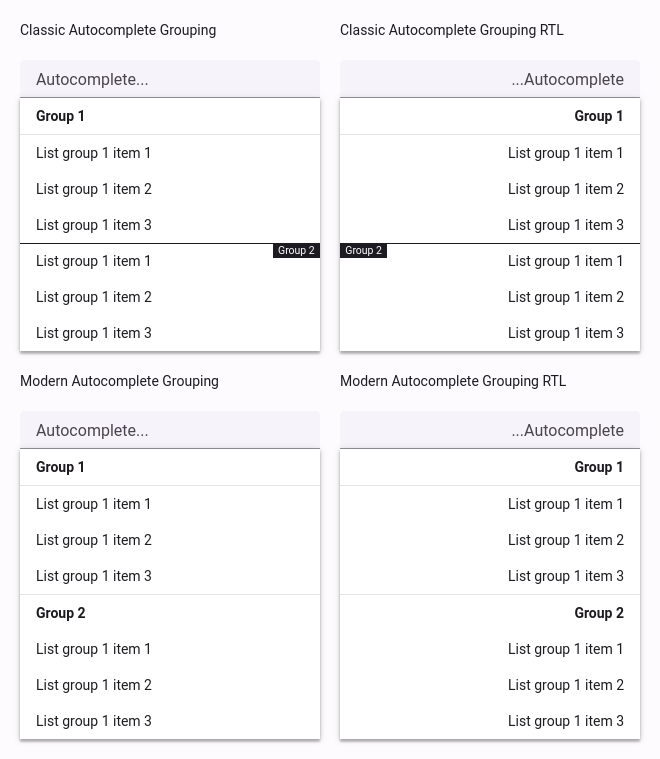 Classic Autocomplete Grouping
Autocomplete...
Group 1
List group 1 item 1
List group 1 item 2
List group 1 item 3
Group 2
List group 1 item 1
List group 1 item 2
List group 1 item 3
Classic Autocomplete Grouping RTL
...Autocomplete
Group 1
List group 1 item 1
List group 1 item 2
List group 1 item 3
Group 2
List group 1 item 1
List group 1 item 2
List group 1 item 3
Modern Autocomplete Grouping
Autocomplete...
Group 1
List group 1 item 1
List group 1 item 2
List group 1 item 3
Group 2
List group 1 item 1
List group 1 item 2
List group 1 item 3
Modern Autocomplete Grouping RTL
...Autocomplete
Group 1
List group 1 item 1
List group 1 item 2
List group 1 item 3
Group 2
List group 1 item 1
List group 1 item 2
List group 1 item 3